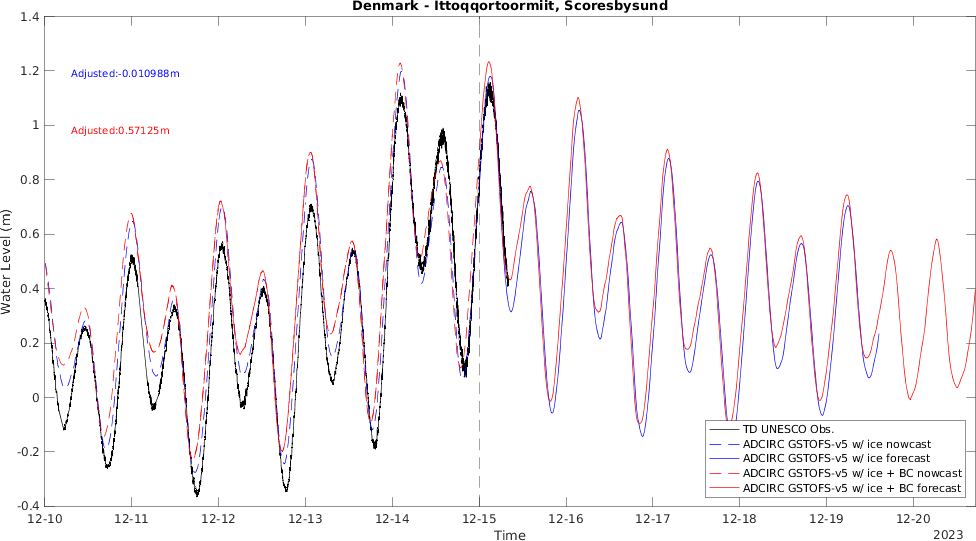 Denmark - Ittoqqortoormiit, Scoresbysund
1.4
1.2
1
0.8
0.6
0.4
0.2
0
-0.2
-0.4
Water Level (m)
Adjusted:-0.010988m
Adjusted:0.57125m
TD UNESCO Obs.
ADCIRC GSTOFS-v5 w/ ice nowcast
ADCIRC GSTOFS-v5 w/ ice forecast
ADCIRC GSTOFS-v5 w/ ice + BC nowcast
ADCIRC GSTOFS-v5 w/ ice + BC forecast
12-10 12-11 12-12 12-13 12-14 12-15 12-16 12-17 12-18 12-19 12-20
Time
2023